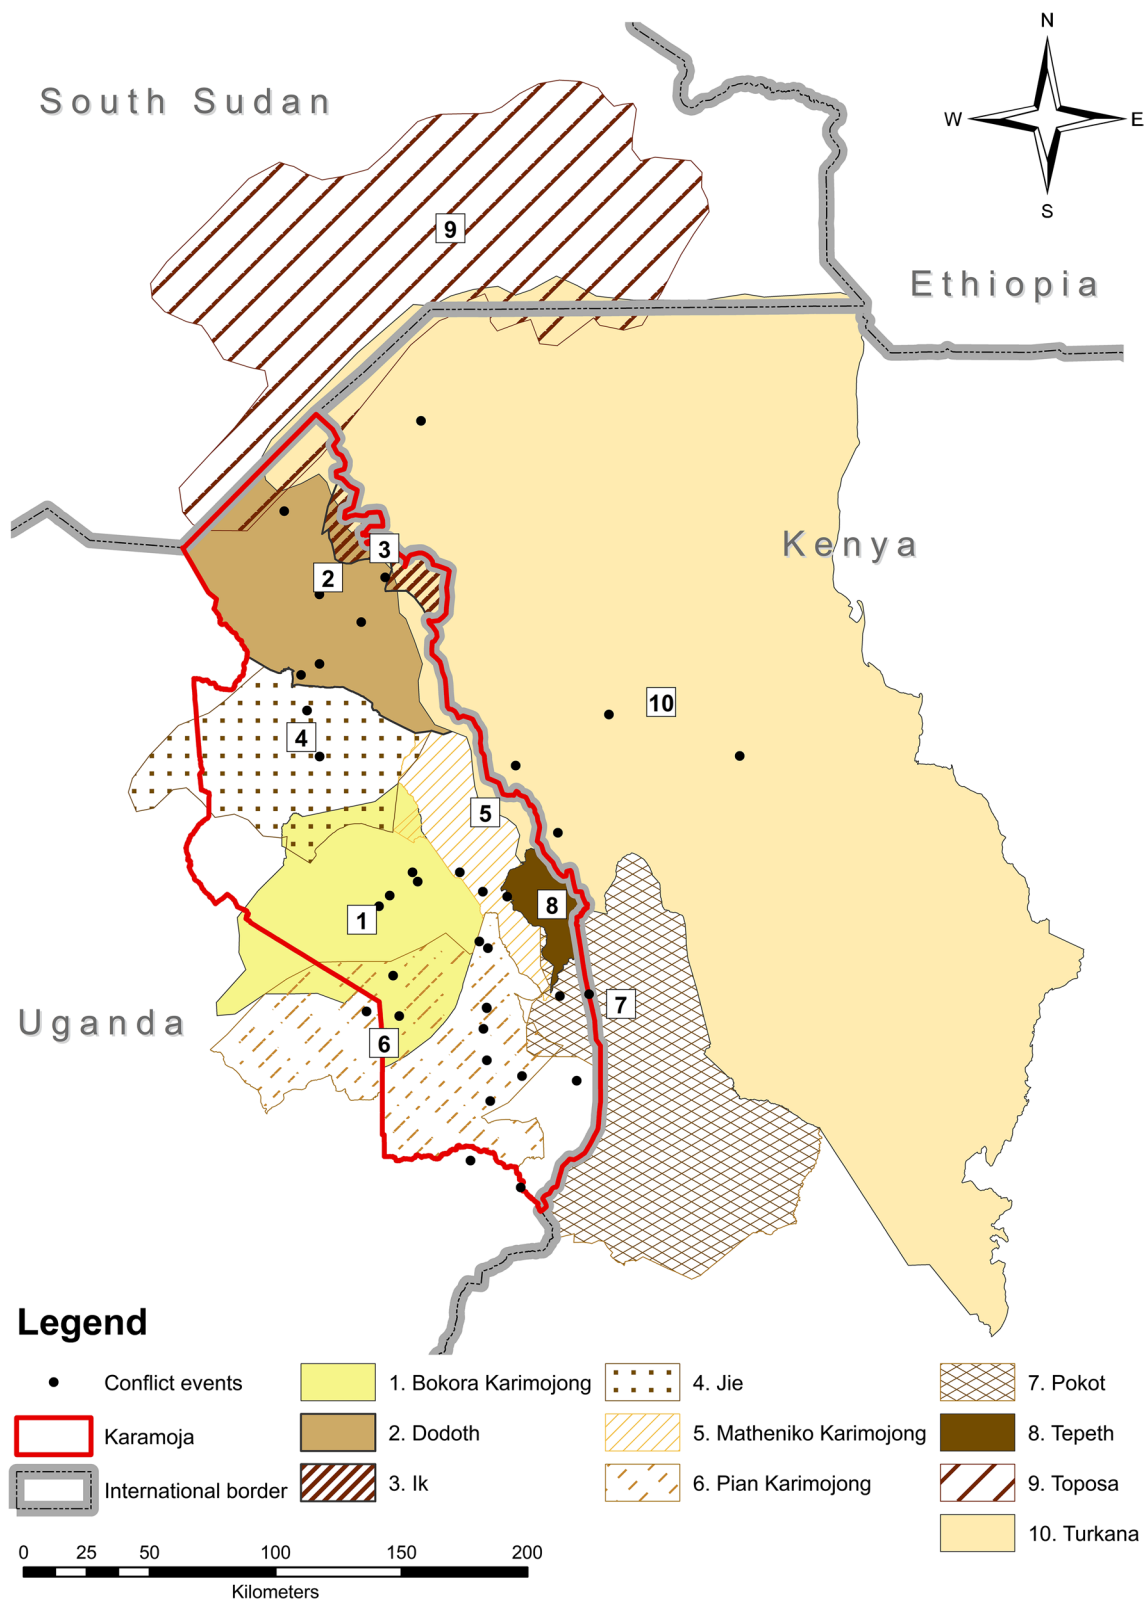 N
South Sudan
W
E
S
9
Ethiopia
Kenya
3
2
10
4
5
8
1
7
Uganda
6
Legend
Conflict events
Karamoja
International border
1. Bokora Karimojong
2. Dodoth
3. Ik
4. Jie
5. Matheniko Karimojong
6. Pian Karimojong
7. Pokot
8. Tepeth
9. Toposa
10. Turkana
0 25 50 100 150 200
Kilometers